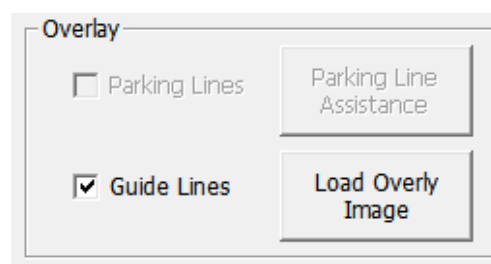 Overlay
Parking Lines
Parking Line
Assistance
Guide Lines
Load Overly
Image